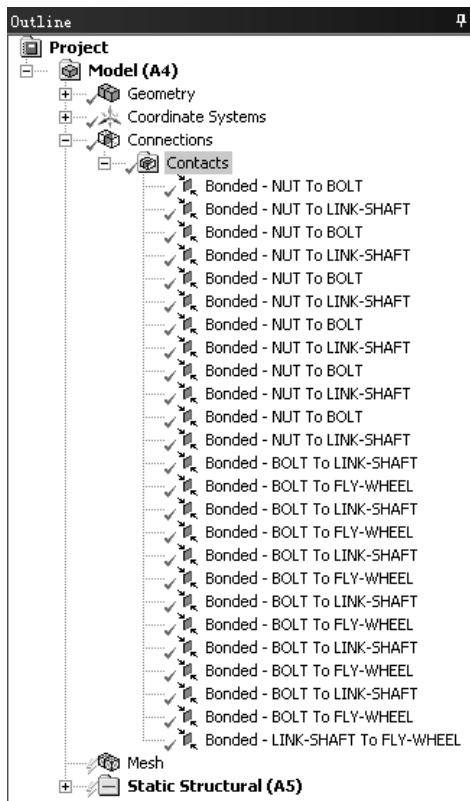 Outline
Project
Model (A4)
Geometry
Coordinate Systems
Connections
Contacts
Bonded - NUT To BOLT
Bonded - NUT To LINK-SHAFT
Bonded - NUT To BOLT
Bonded - NUT To LINK-SHAFT
Bonded - NUT To BOLT
Bonded - NUT To LINK-SHAFT
Bonded - NUT To BOLT
Bonded - NUT To LINK-SHAFT
Bonded - NUT To BOLT
Bonded - NUT To LINK-SHAFT
Bonded - NUT To BOLT
Bonded - NUT To LINK-SHAFT
Bonded - BOLT To LINK-SHAFT
Bonded - BOLT To FLY-WHEEL
Bonded - BOLT To LINK-SHAFT
Bonded - BOLT To FLY-WHEEL
Bonded - BOLT To LINK-SHAFT
Bonded - BOLT To FLY-WHEEL
Bonded - BOLT To LINK-SHAFT
Bonded - BOLT To FLY-WHEEL
Bonded - BOLT To LINK-SHAFT
Bonded - BOLT To FLY-WHEEL
Bonded - BOLT To LINK-SHAFT
Bonded - BOLT To FLY-WHEEL
Bonded - LINK-SHAFT To FLY-WHEEL
Mesh
Static Structural (A5)